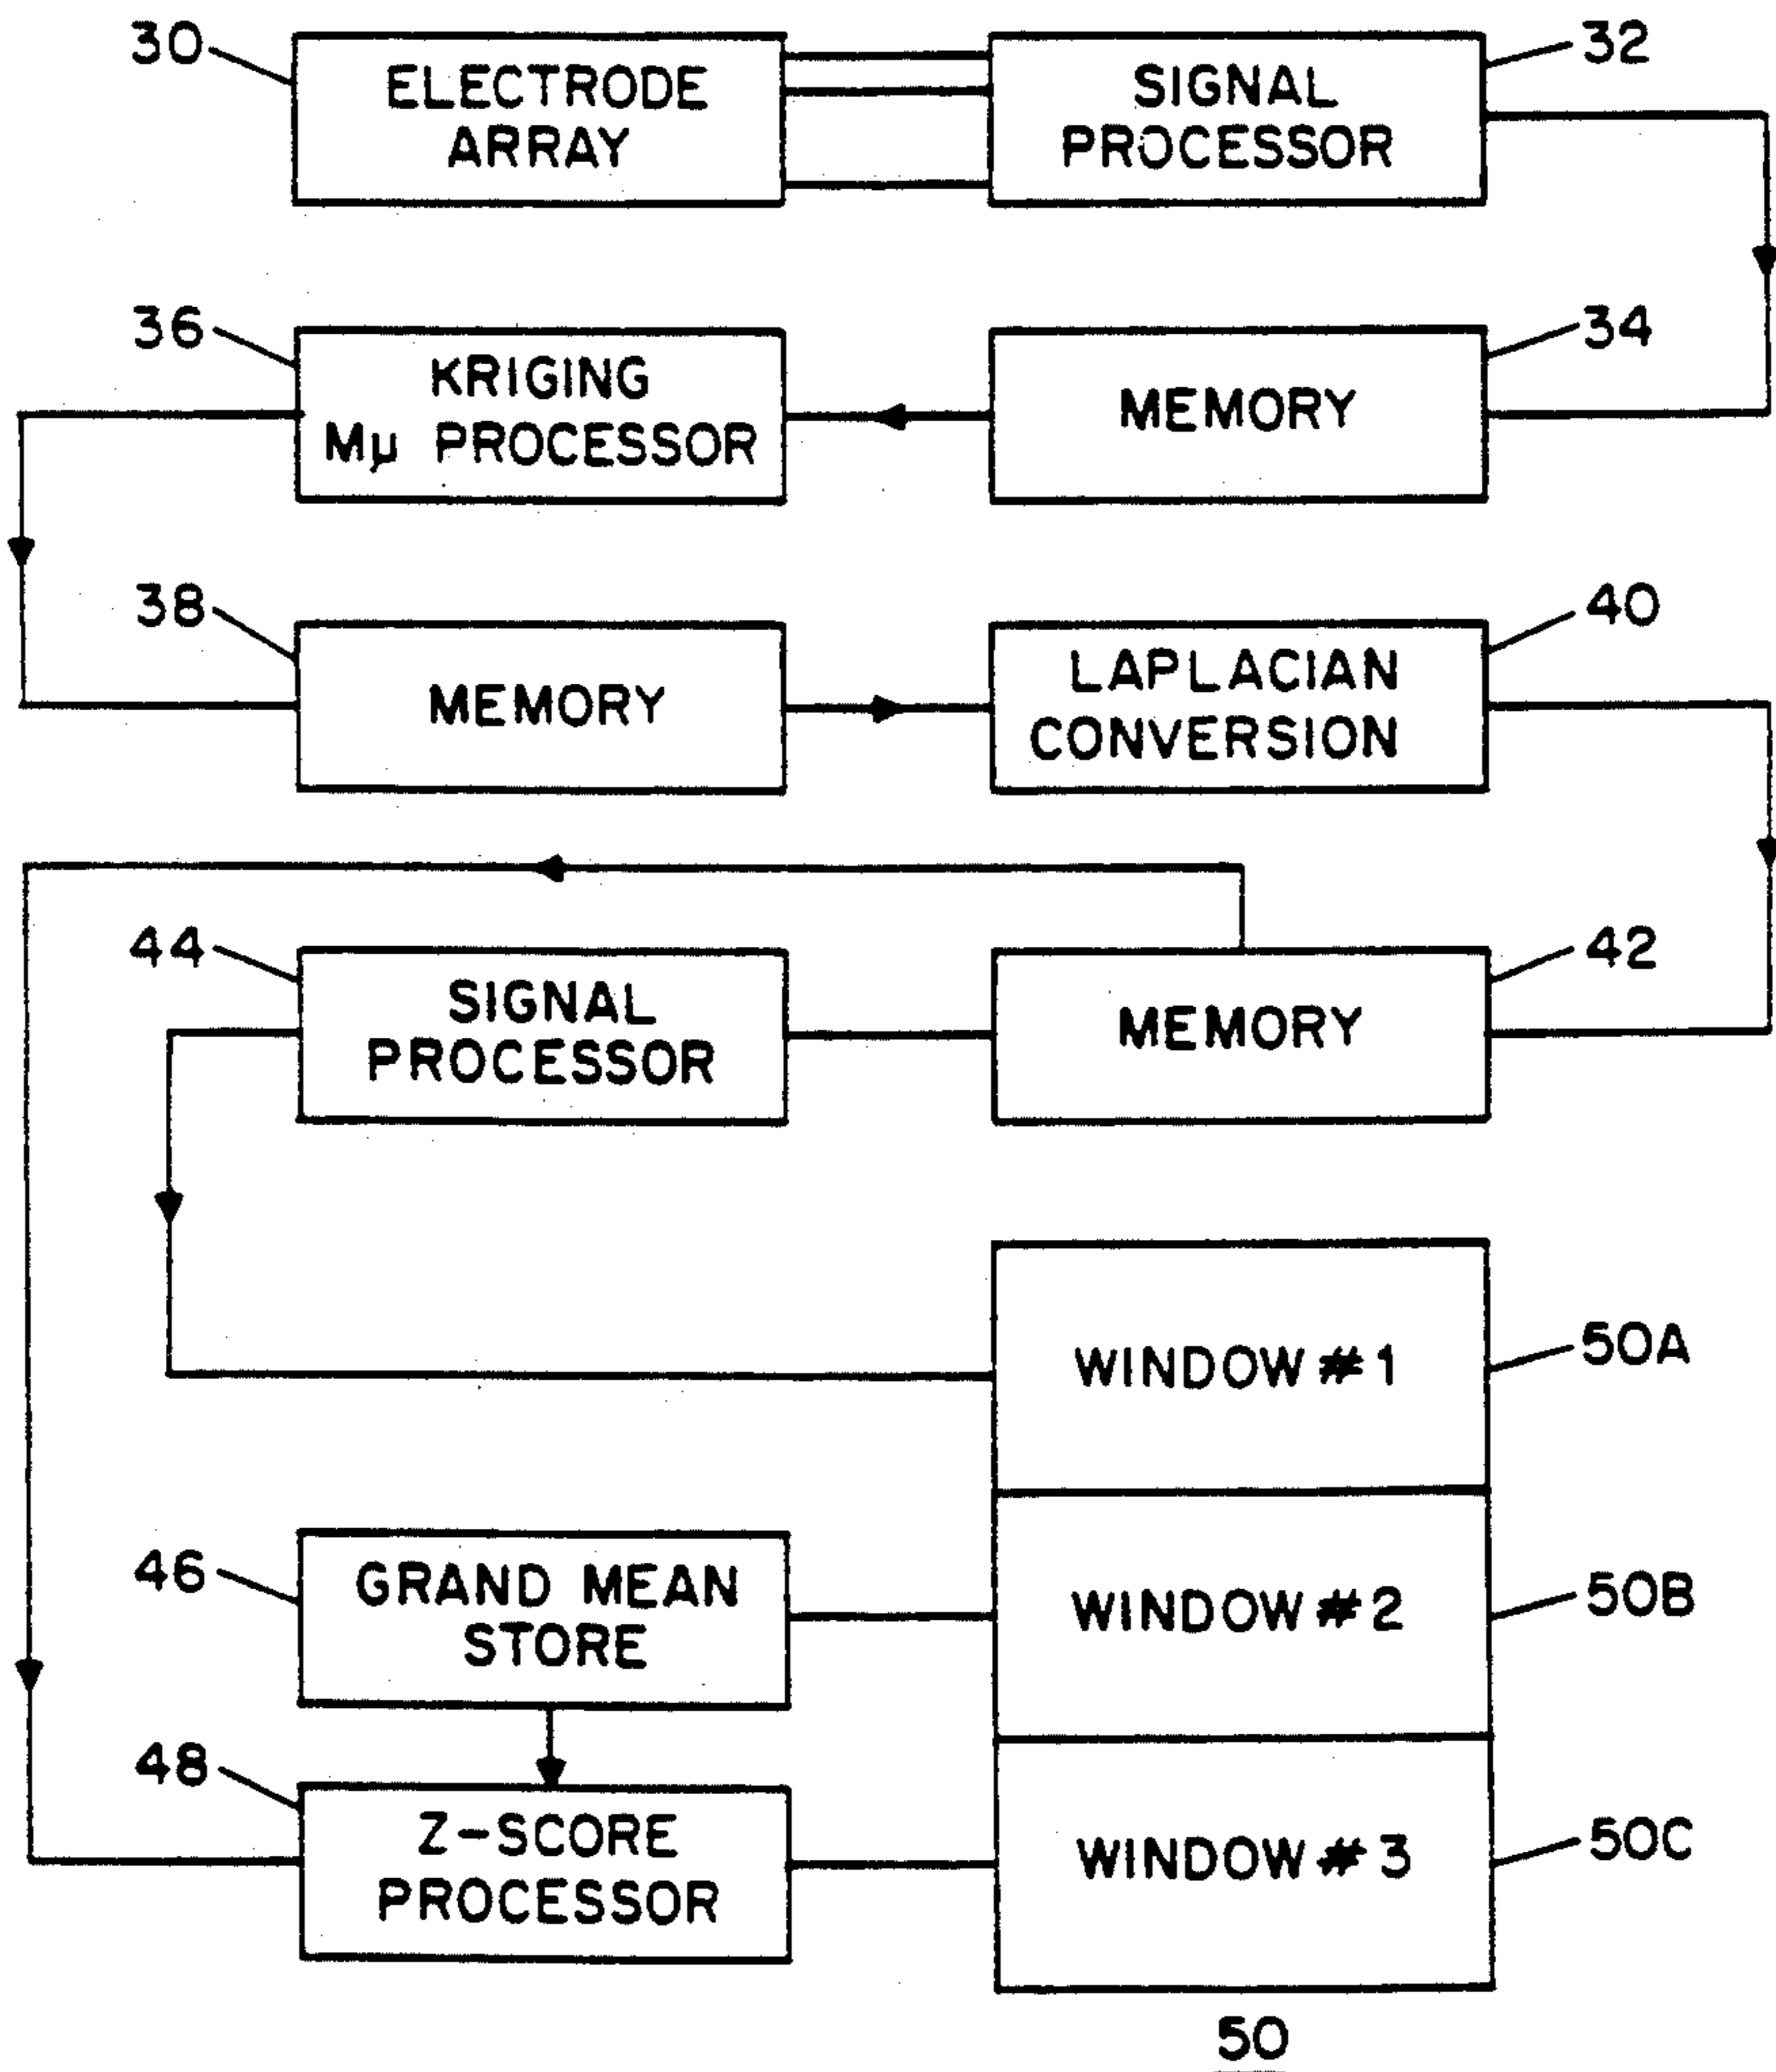 30
ELECTRODE
ARRAY
SIGNAL
PROCESSOR
32
36
KRIGING
Mµ PROCESSOR
MEMORY
34
38
MEMORY
LAPLACIAN
CONVERSION
40
44
SIGNAL
PROCESSOR
MEMORY
42
WINDOW #1
50A
46
GRAND MEAN
STORE
WINDOW #2
50B
48
Z-SCORE
PROCESSOR
WINDOW #3
50C
50